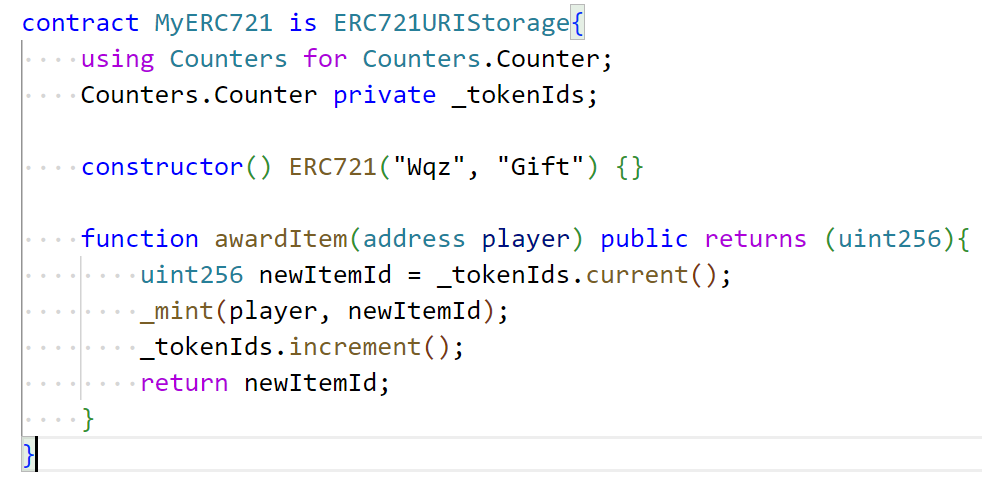 contract MyERC721 is ERC721URIStorage{
    using Counters for Counters.Counter;
    Counters.Counter private _tokenIds;
    constructor() ERC721("Wqz", "Gift") {}
    function awardItem(address player) public returns (uint256){
        uint256 newItemId = _tokenIds.current();
        _mint(player, newItemId);
        _tokenIds.increment();
        return newItemId;
    }
}